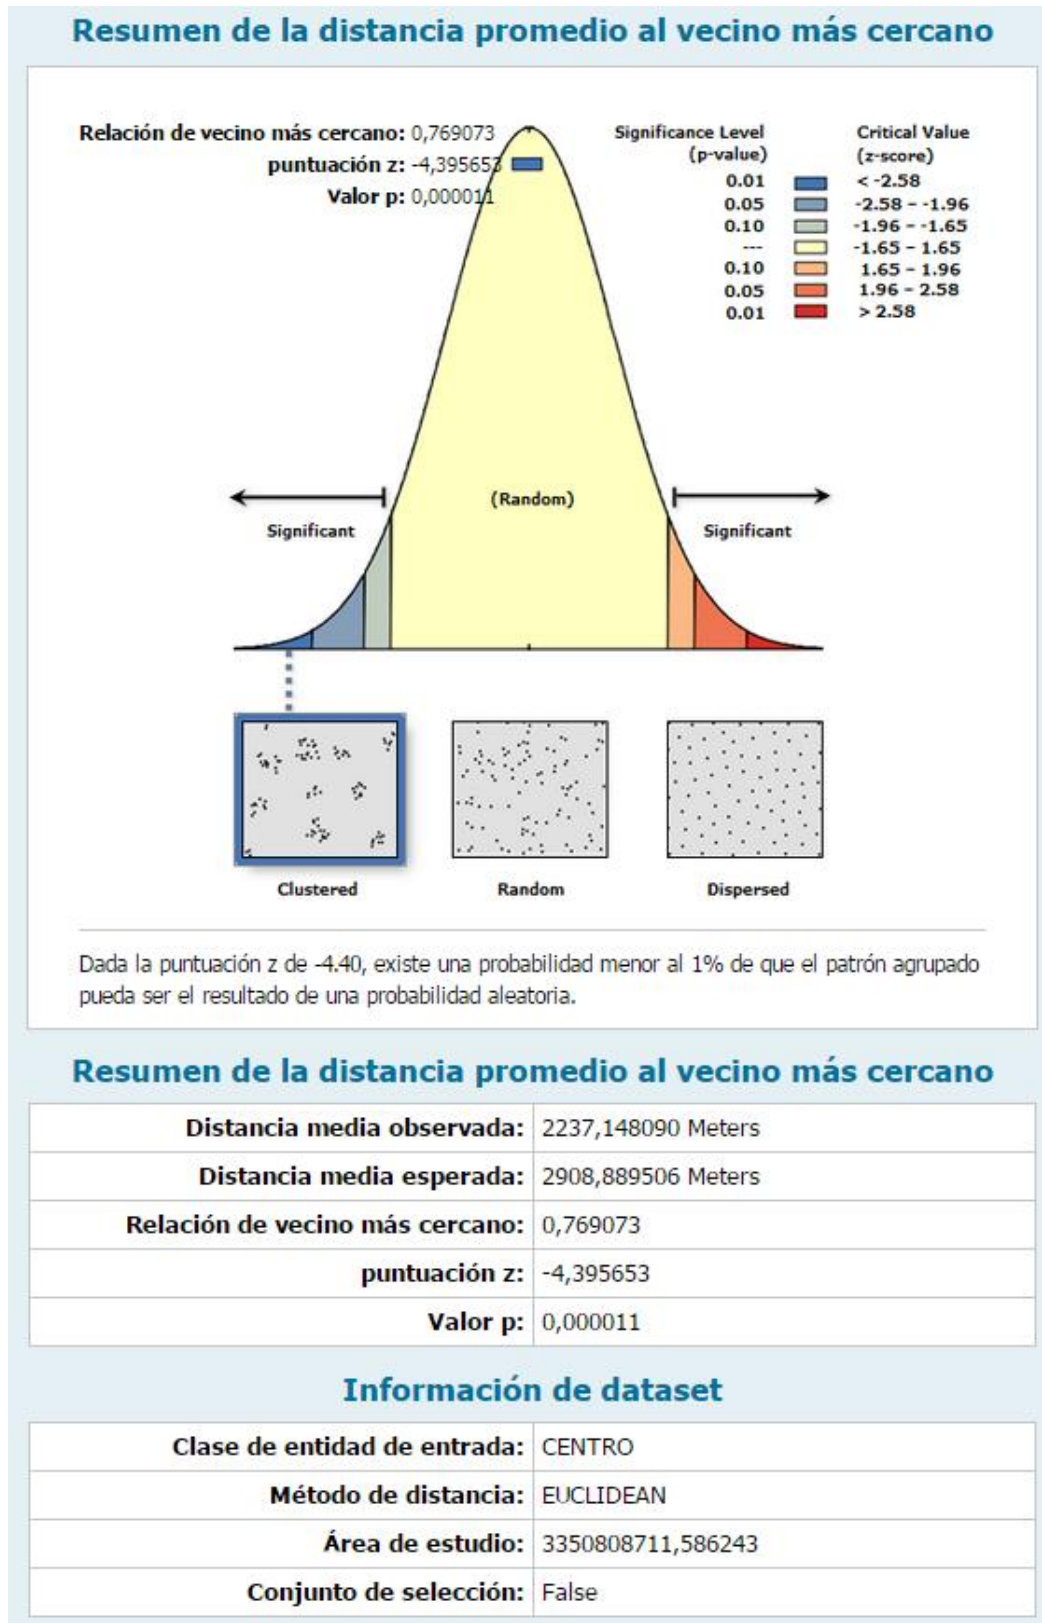 Resumen de la distancia promedio al vecino más cercano
Relación de vecino más cercano: 0,769073
puntuación z: -4,395653
Valor p: 0,000011
Significance Level (p-value)
Critical Value (z-score)
0.01 < -2.58
0.05 -2.58 – -1.96
0.10 -1.96 – -1.65
--- -1.65 – 1.65
0.10 1.65 – 1.96
0.05 1.96 – 2.58
0.01 > 2.58
(Random)
Significant Significant
Clustered Random Dispersed
Dada la puntuación z de -4.40, existe una probabilidad menor al 1% de que el patrón agrupado
pueda ser el resultado de una probabilidad aleatoria.
Resumen de la distancia promedio al vecino más cercano
Distancia media observada: 2237,148090 Meters
Distancia media esperada: 2908,889506 Meters
Relación de vecino más cercano: 0,769073
puntuación z: -4,395653
Valor p: 0,000011
Información de dataset
Clase de entidad de entrada: CENTRO
Método de distancia: EUCLIDEAN
Área de estudio: 3350808711,586243
Conjunto de selección: False